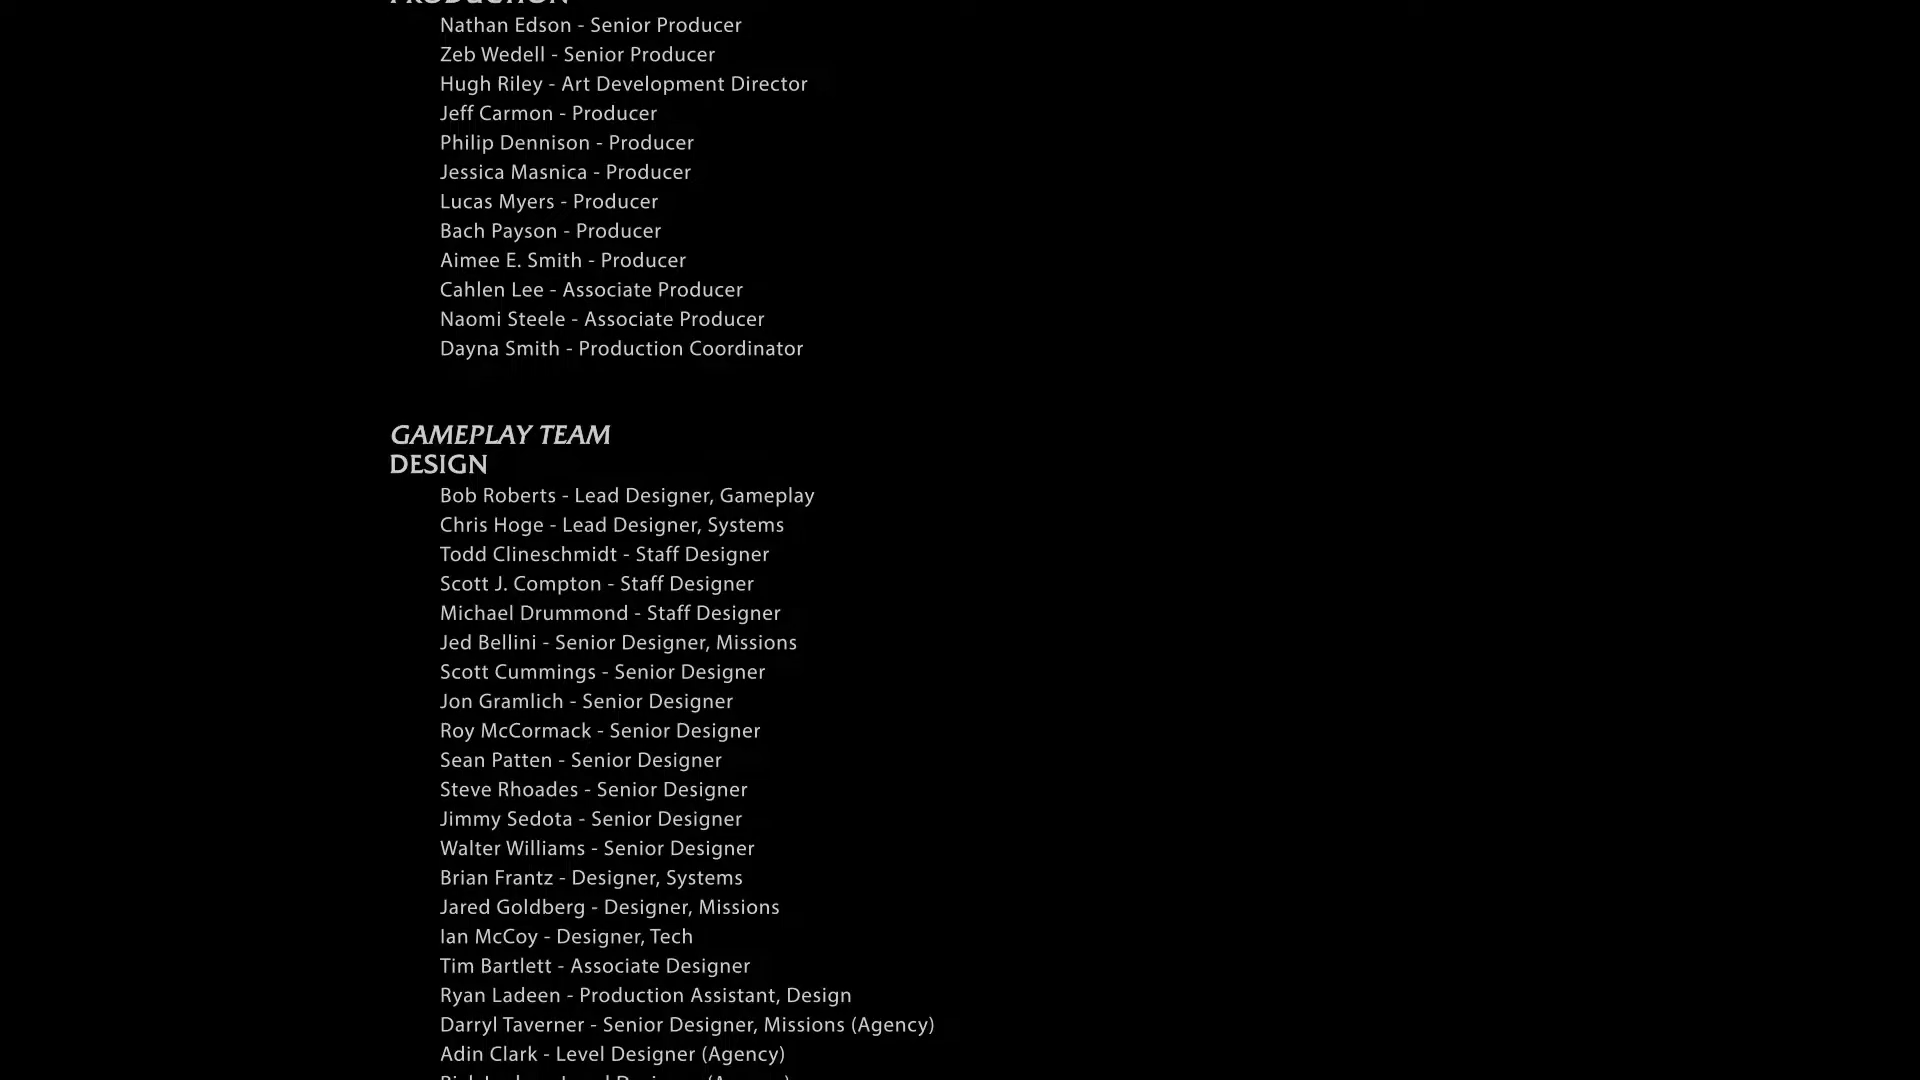 PRODUCTION
Nathan Edson - Senior Producer
Zeb Wedell - Senior Producer
Hugh Riley - Art Development Director
Jeff Carmon - Producer
Philip Dennison - Producer
Jessica Masnica - Producer
Lucas Myers - Producer
Bach Payson - Producer
Aimee E. Smith - Producer
Cahlen Lee - Associate Producer
Naomi Steele - Associate Producer
Dayna Smith - Production Coordinator
GAMEPLAY TEAM
DESIGN
Bob Roberts - Lead Designer, Gameplay
Chris Hoge - Lead Designer, Systems
Todd Clineschmidt - Staff Designer
Scott J. Compton - Staff Designer
Michael Drummond - Staff Designer
Jed Bellini - Senior Designer, Missions
Scott Cummings - Senior Designer
Jon Gramlich - Senior Designer
Roy McCormack - Senior Designer
Sean Patten - Senior Designer
Steve Rhoades - Senior Designer
Jimmy Sedota - Senior Designer
Walter Williams - Senior Designer
Brian Frantz - Designer, Systems
Jared Goldberg - Designer, Missions
Ian McCoy - Designer, Tech
Tim Bartlett - Associate Designer
Ryan Ladeen - Production Assistant, Design
Darryl Taverner - Senior Designer, Missions (Agency)
Adin Clark - Level Designer (Agency)